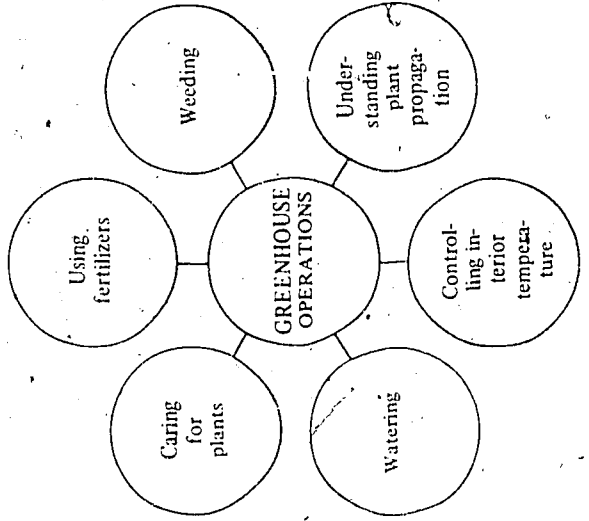 Using
fertilizers
Caring
for
plants
Weeding
GREENHOUSE
OPERATIONS
Watering
Under-
standing
plant
propaga-
tion
Control-
ling in-
terior
tempera-
ture